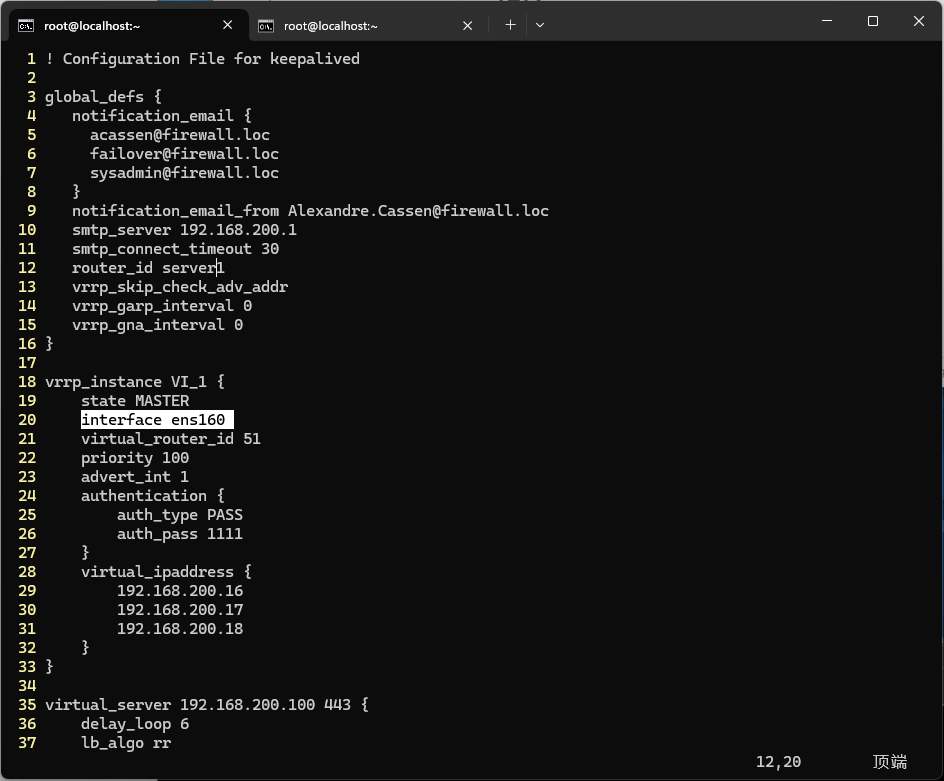 root@localhost:~
root@localhost:~
1 ! Configuration File for keepalived
2
3 global_defs {
4    notification_email {
5      acassen@firewall.loc
6      failover@firewall.loc
7      sysadmin@firewall.loc
8    }
9    notification_email_from Alexandre.Cassen@firewall.loc
10    smtp_server 192.168.200.1
11    smtp_connect_timeout 30
12    router_id server1
13    vrrp_skip_check_adv_addr
14    vrrp_garp_interval 0
15    vrrp_gna_interval 0
16 }
17
18 vrrp_instance VI_1 {
19     state MASTER
20     interface ens160
21     virtual_router_id 51
22     priority 100
23     advert_int 1
24     authentication {
25         auth_type PASS
26         auth_pass 1111
27     }
28     virtual_ipaddress {
29         192.168.200.16
30         192.168.200.17
31         192.168.200.18
32     }
33 }
34
35 virtual_server 192.168.200.100 443 {
36     delay_loop 6
37     lb_algo rr
12,20 顶端